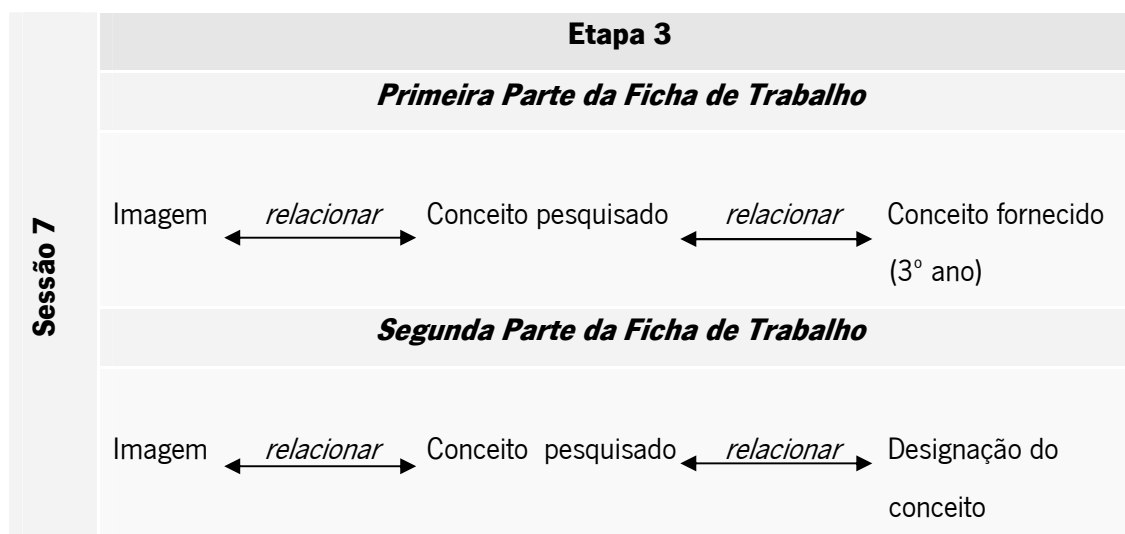 Etapa 3
Primeira Parte da Ficha de Trabalho
Sessão 7
Imagem relacionar Conceito pesquisado relacionar Conceito fornecido
(3º ano)
Segunda Parte da Ficha de Trabalho
Imagem relacionar Conceito pesquisado relacionar Designação do
conceito